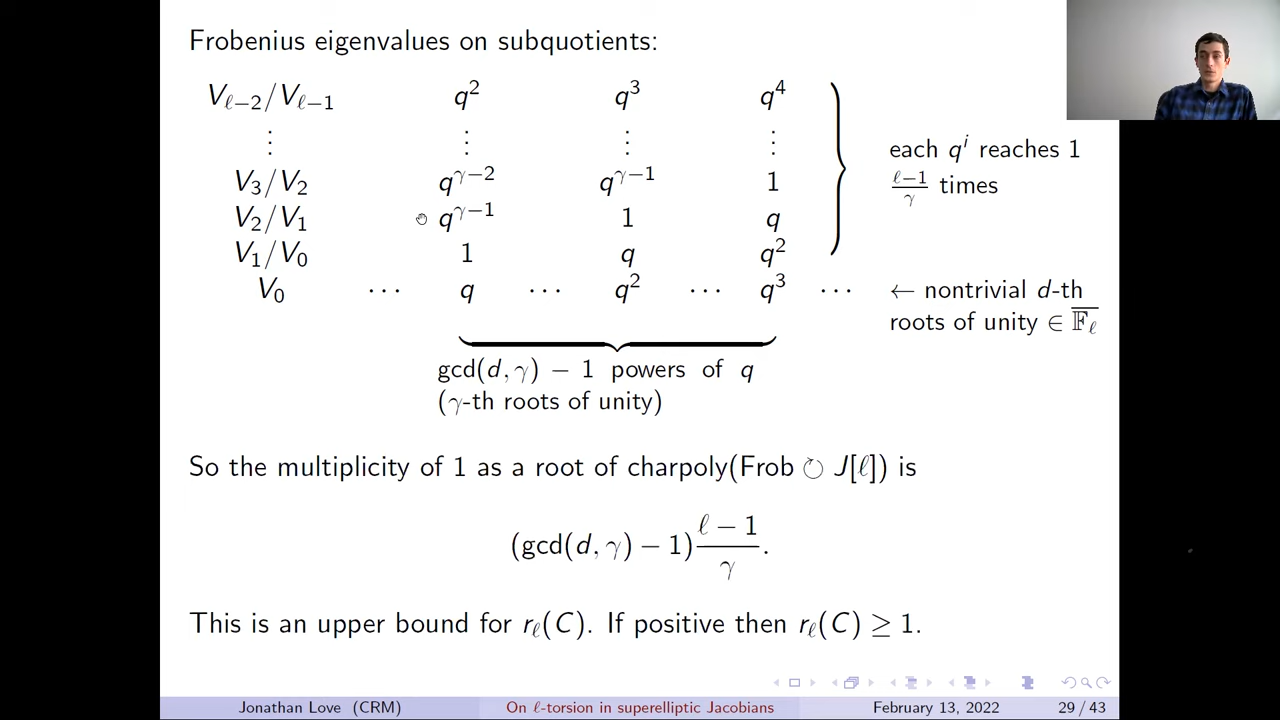 Frobenius eigenvalues on subquotients:
V_{ℓ−2}/V_{ℓ−1} q^2 q^3 q^4
⋮ ⋮ ⋮ ⋮
V_3/V_2 q^{γ−2} q^{γ−1} 1
V_2/V_1 q^{γ−1} 1 q
V_1/V_0 1 q q^2
V_0 ··· q ··· q^2 ··· q^3 ···
each q^i reaches 1
\frac{ℓ−1}{γ} times
← nontrivial d-th
roots of unity ∈ \overline{F_ℓ}
gcd(d, γ) − 1 powers of q
(γ-th roots of unity)
So the multiplicity of 1 as a root of charpoly(Frob ↻ J[ℓ]) is
(gcd(d, γ) − 1)\frac{ℓ − 1}{γ}.
This is an upper bound for r_ℓ(C). If positive then r_ℓ(C) ≥ 1.
Jonathan Love (CRM) On ℓ-torsion in superelliptic Jacobians February 13, 2022 29 / 43